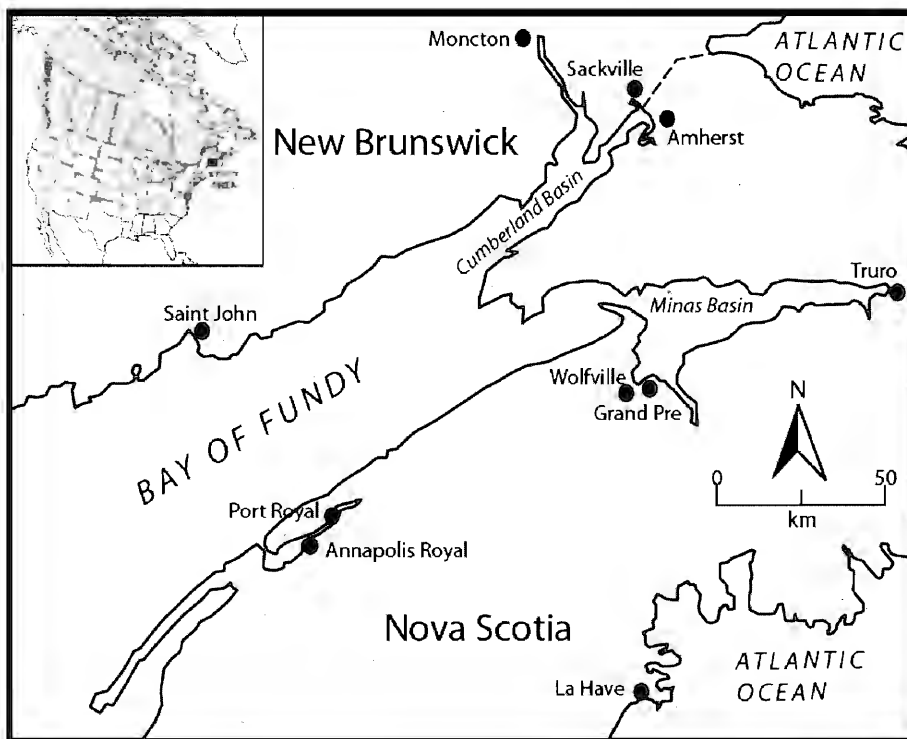 Moncton
ATLANTIC
OCEAN
Sackville
Amherst
New Brunswick
Cumberland Basin
Truro
Minas Basin
Saint John
BAY OF FUNDY
Wolfville
Grand Pre
N
0
50
km
Port Royal
Annapolis Royal
Nova Scotia
ATLANTIC
OCEAN
La Have